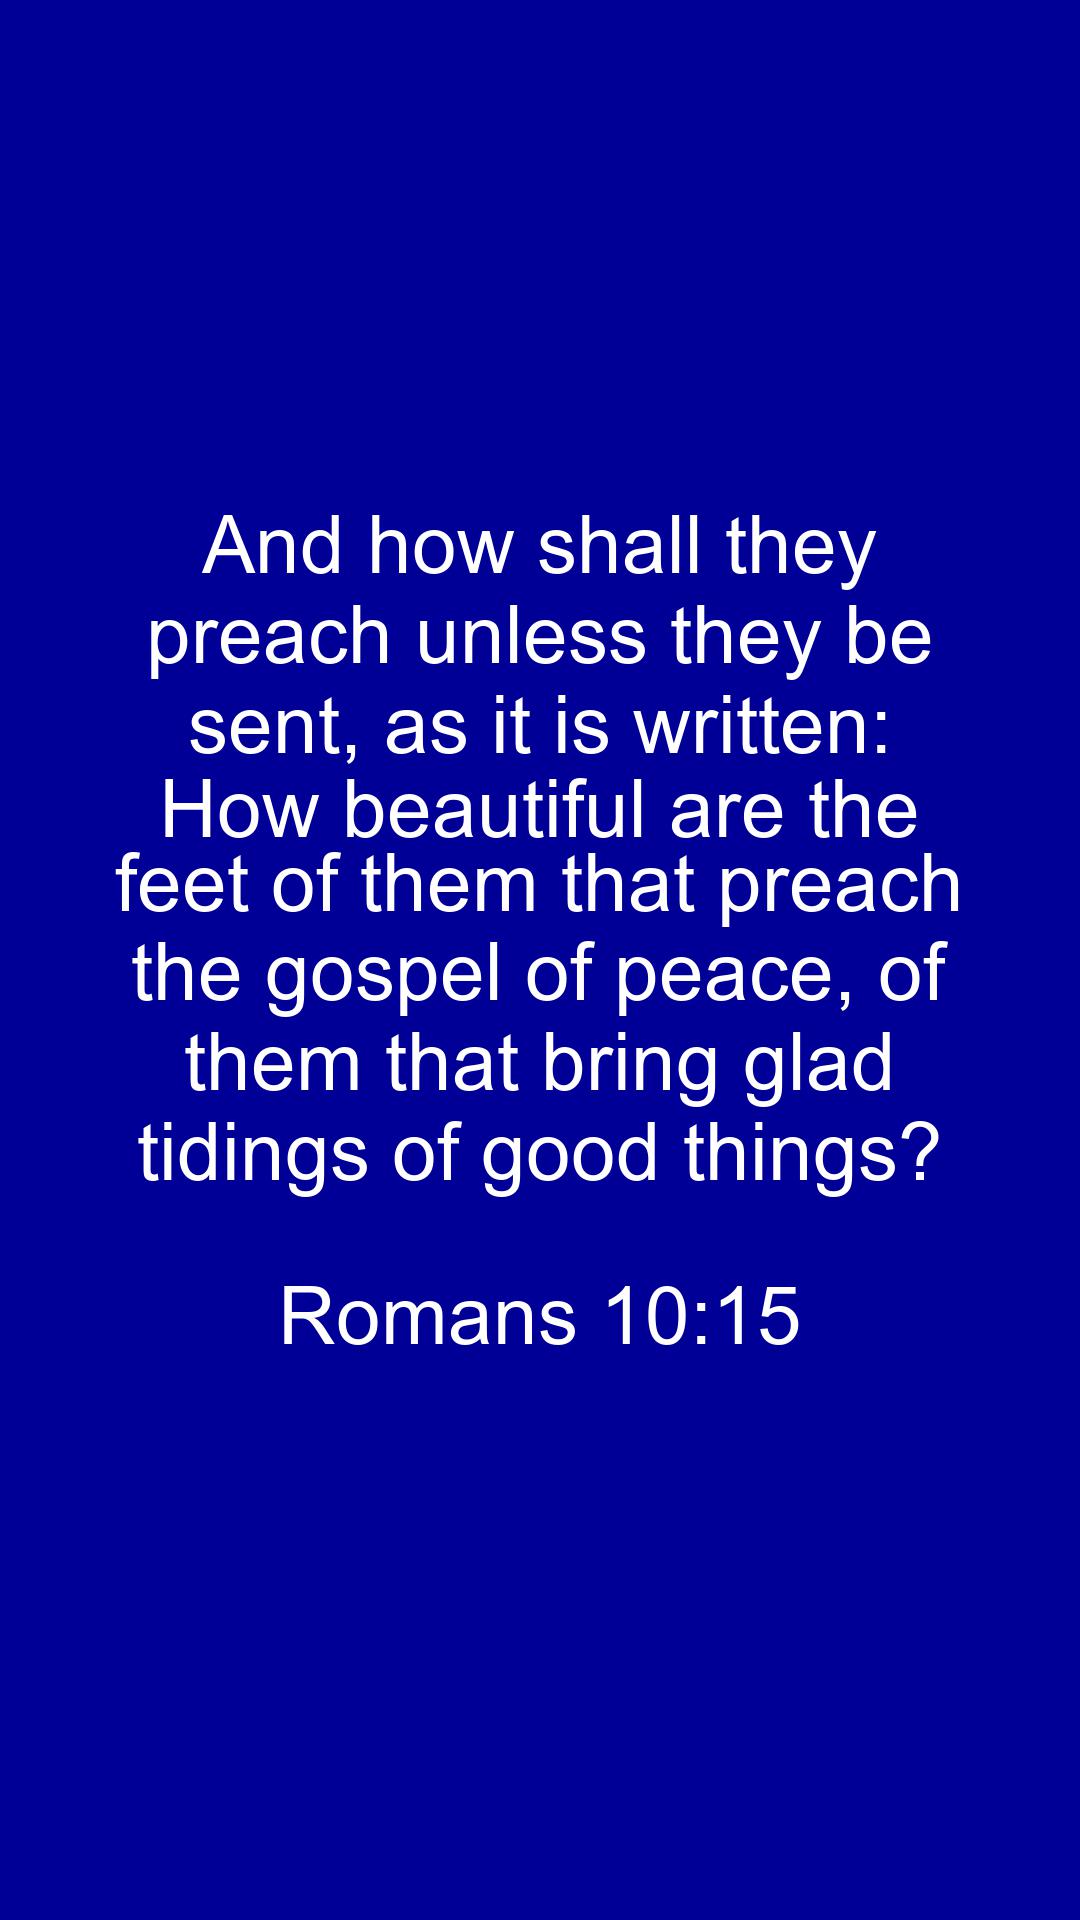 And how shall they
preach unless they be
sent, as it is written:
How beautiful are the
feet of them that preach
the gospel of peace, of
them that bring glad
tidings of good things?
Romans 10:15